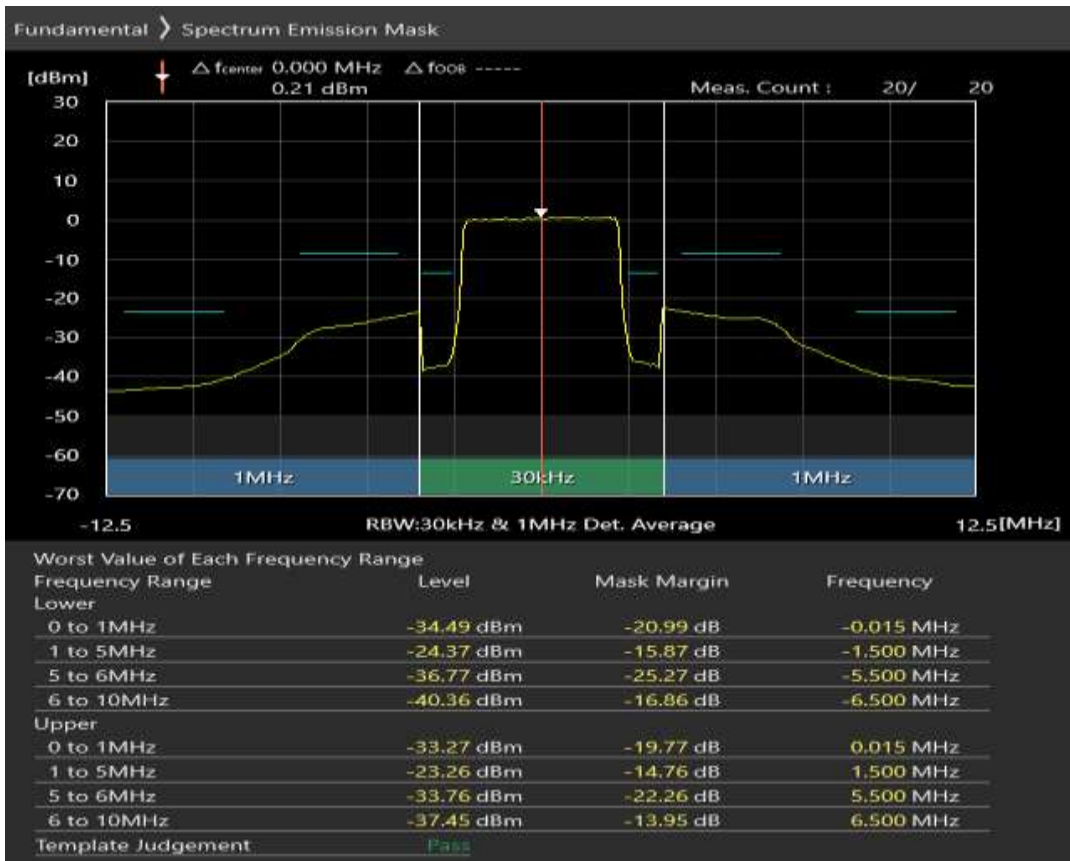 Fundamental ❯ Spectrum Emission Mask
[dBm] Δ fcenter 0.000 MHz Δ fOOB -----
0.21 dBm Meas. Count : 20/ 20
30
20
10
0
-10
-20
-30
-40
-50
-60
1MHz 30kHz 1MHz
-70
-12.5 RBW:30kHz & 1MHz Det. Average 12.5[MHz]
Worst Value of Each Frequency Range
Frequency Range Level Mask Margin Frequency
Lower
0 to 1MHz -34.49 dBm -20.99 dB -0.015 MHz
1 to 5MHz -24.37 dBm -15.87 dB -1.500 MHz
5 to 6MHz -36.77 dBm -25.27 dB -5.500 MHz
6 to 10MHz -40.36 dBm -16.86 dB -6.500 MHz
Upper
0 to 1MHz -33.27 dBm -19.77 dB 0.015 MHz
1 to 5MHz -23.26 dBm -14.76 dB 1.500 MHz
5 to 6MHz -33.76 dBm -22.26 dB 5.500 MHz
6 to 10MHz -37.45 dBm -13.95 dB 6.500 MHz
Template Judgement Pass